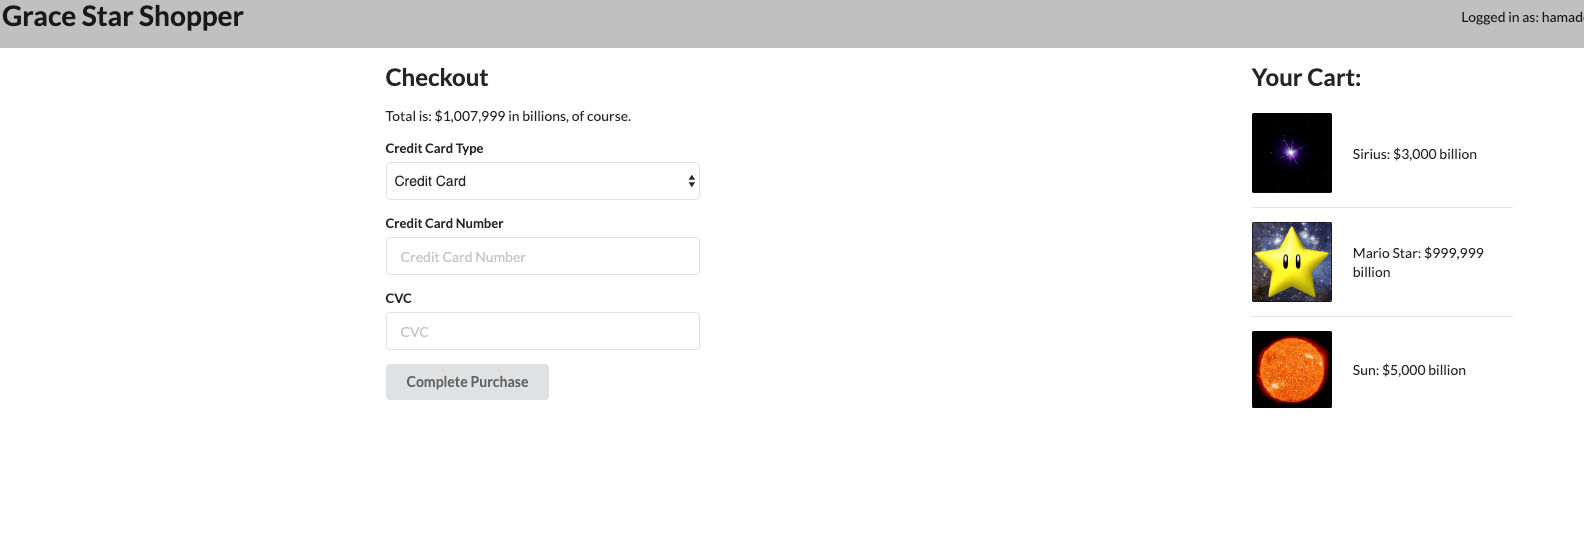 Grace Star Shopper
Logged in as:
Checkout
Total is: $1,007,999 in billions, of course.
Credit Card Type
Credit Card
Credit Card Number
Credit Card Number
CVC
CVC
Complete Purchase
Your Cart:
Sirius: $3,000 billion
Mario Star: $999,999
billion
Sun: $5,000 billion